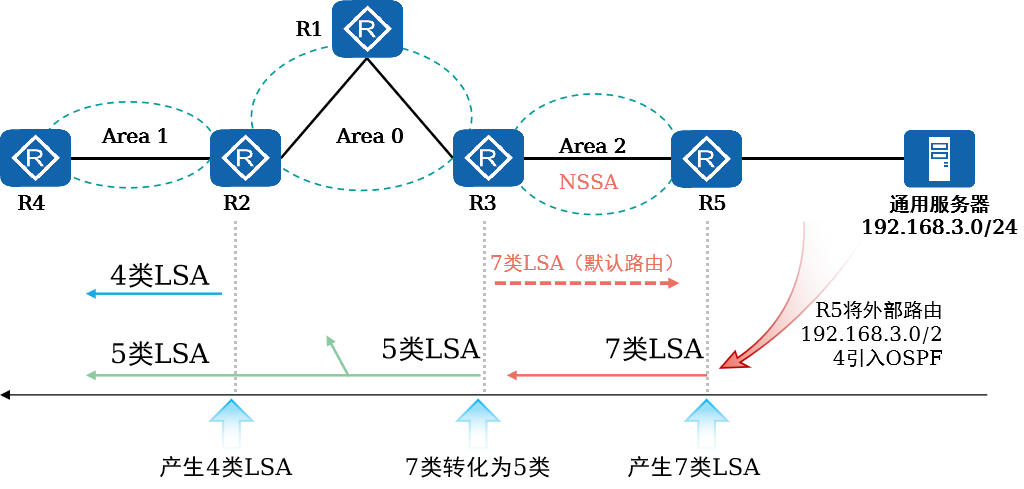 R1
Area 1
Area 0
Area 2
NSSA
R
R
R
R
R
R4
R2
R3
R5
通用服务器
192.168.3.0/24
7类LSA（默认路由）
4类LSA
R5将外部路由
192.168.3.0/2
4引入OSPF
5类LSA
5类LSA
7类LSA
产生4类LSA
7类转化为5类
产生7类LSA